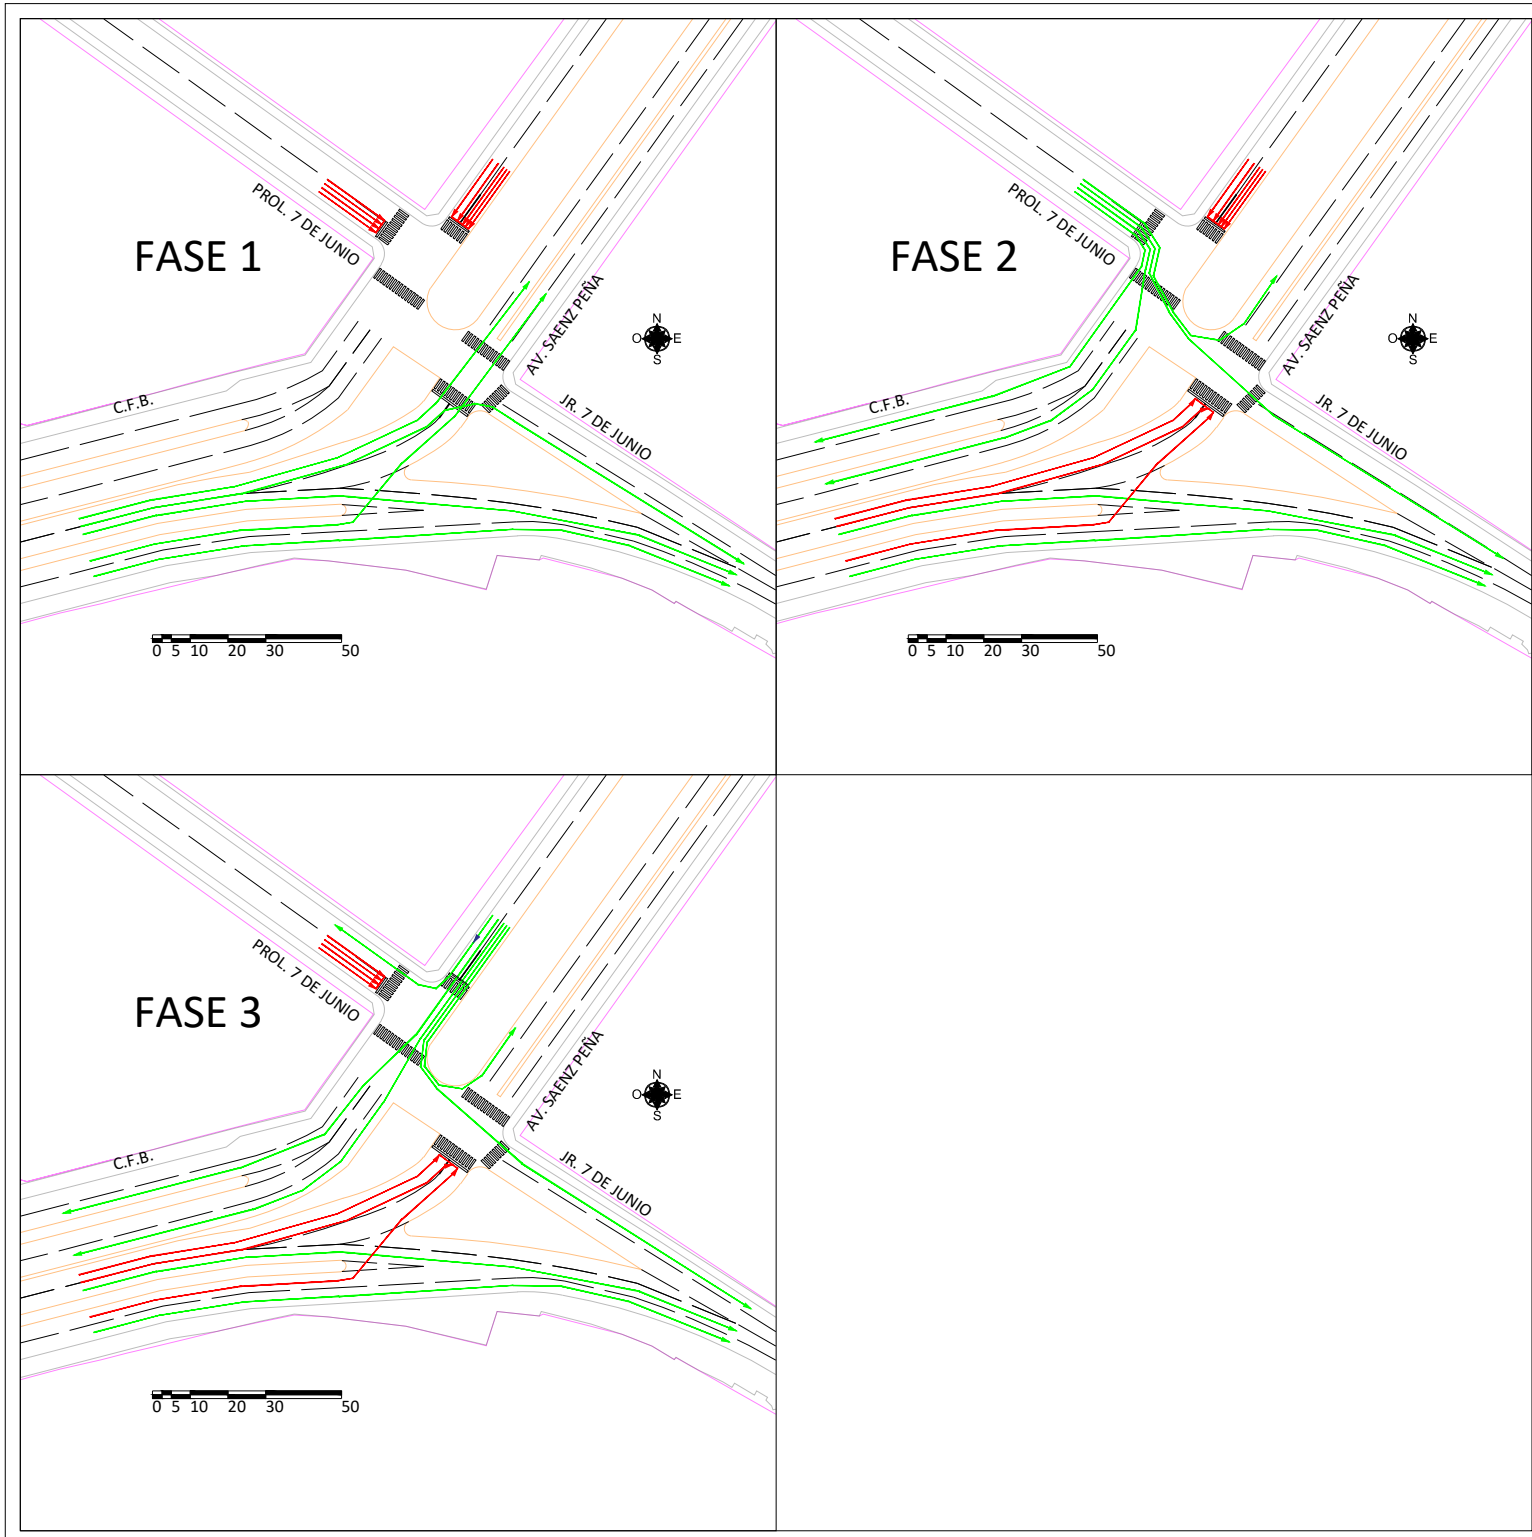 PROL. 7 DE JUNIO
FASE 1
AV. SAENZ PEÑA
N
O E
S
C.F.B.
JR. 7 DE JUNIO
0 5 10 20 30 50
PROL. 7 DE JUNIO
FASE 2
AV. SAENZ PEÑA
N
O E
S
C.F.B.
JR. 7 DE JUNIO
0 5 10 20 30 50
PROL. 7 DE JUNIO
FASE 3
AV. SAENZ PEÑA
N
O E
S
C.F.B.
JR. 7 DE JUNIO
0 5 10 20 30 50